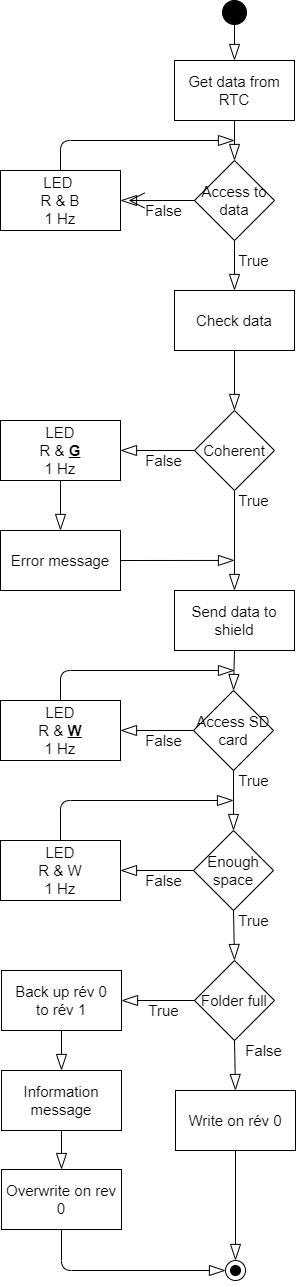 Get data from
RTC
LED
R & B
1 Hz
Access to
data
False
True
Check data
LED
R & G
1 Hz
Coherent
False
True
Error message
Send data to
shield
LED
R & W
1 Hz
Access SD
card
False
True
LED
R & W
1 Hz
Enough
space
False
True
Back up rév 0
to rév 1
Folder full
True
False
Information
message
Write on rév 0
Overwrite on rev
0